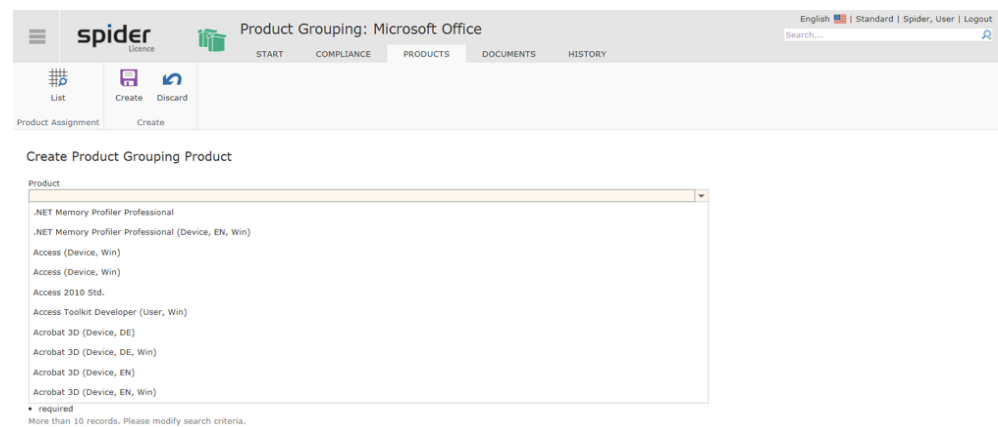 English | Standard | Spider, User | Logout
spider
Licence
Product Grouping: Microsoft Office
Search...
START COMPLIANCE PRODUCTS DOCUMENTS HISTORY
List Create Discard
Product Assignment Create
Create Product Grouping Product
Product
.NET Memory Profiler Professional
.NET Memory Profiler Professional (Device, EN, Win)
Access (Device, Win)
Access (Device, Win)
Access 2010 Std.
Access Toolkit Developer (User, Win)
Acrobat 3D (Device, DE)
Acrobat 3D (Device, DE, Win)
Acrobat 3D (Device, EN)
Acrobat 3D (Device, EN, Win)
• required
More than 10 records. Please modify search criteria.